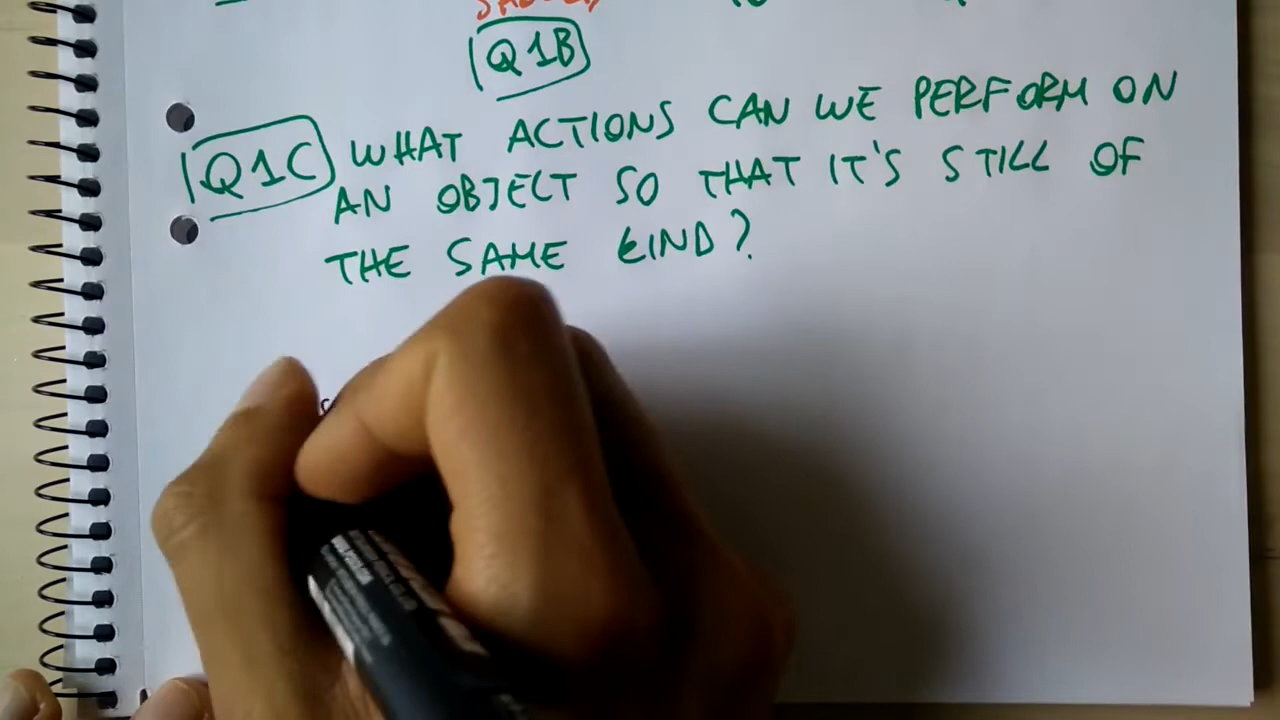 Q1B
Q1C WHAT ACTIONS CAN WE PERFORM ON
AN OBJECT SO THAT IT'S STILL OF
THE SAME KIND?